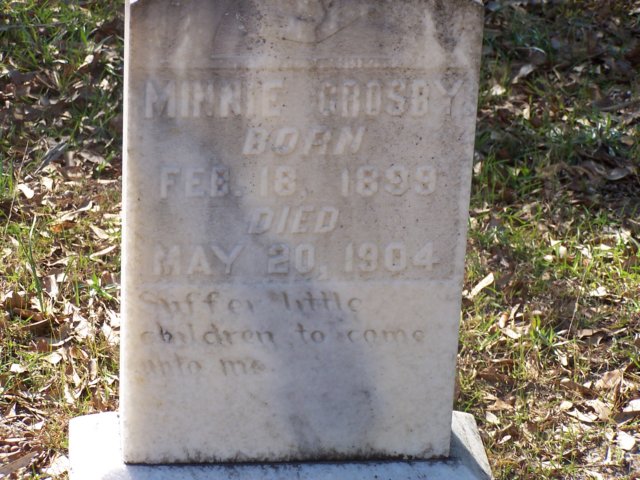 MINNIE CROSBY
BORN
FEB. 18, 1899
DIED
MAY 20, 1904
Suffer little
children to come
unto me.